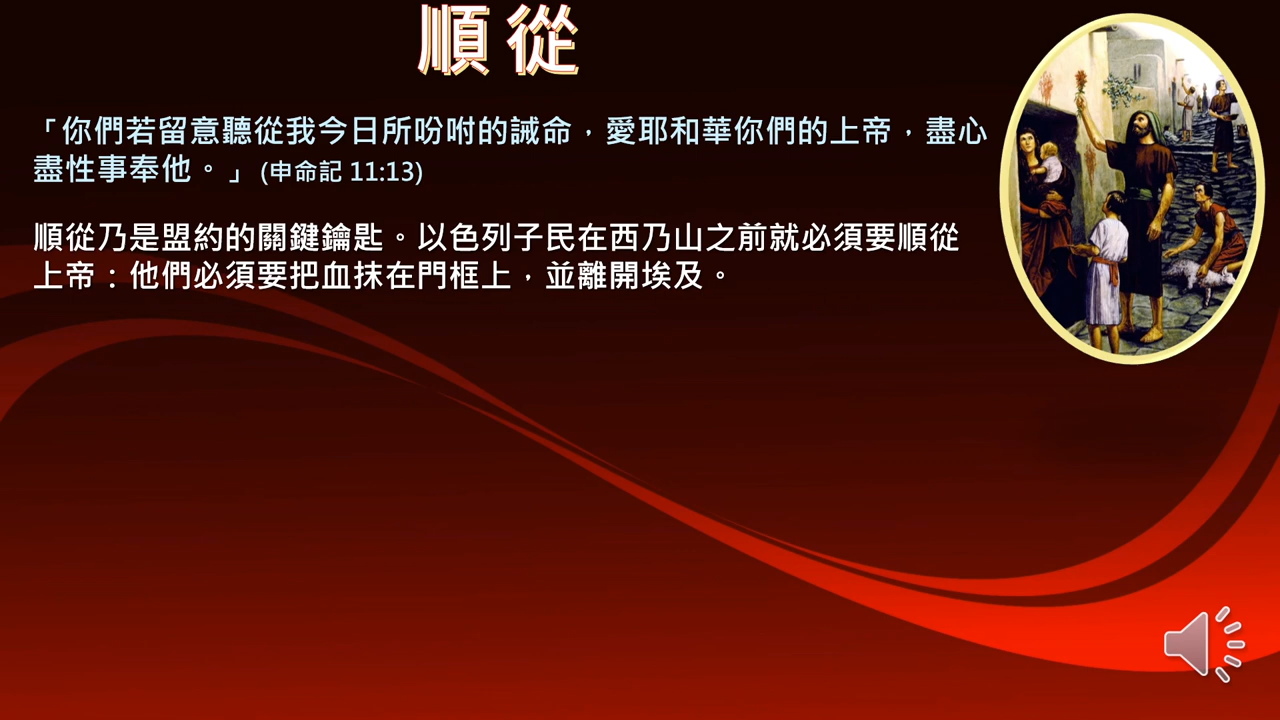 順從
「你們若留意聽從我今日所吩咐的誡命，愛耶和華你們的上帝，盡心
盡性事奉他。」(申命記 11:13)
順從乃是盟約的關鍵鑰匙。以色列子民在西乃山之前就必須要順從
上帝：他們必須要把血抹在門框上，並離開埃及。